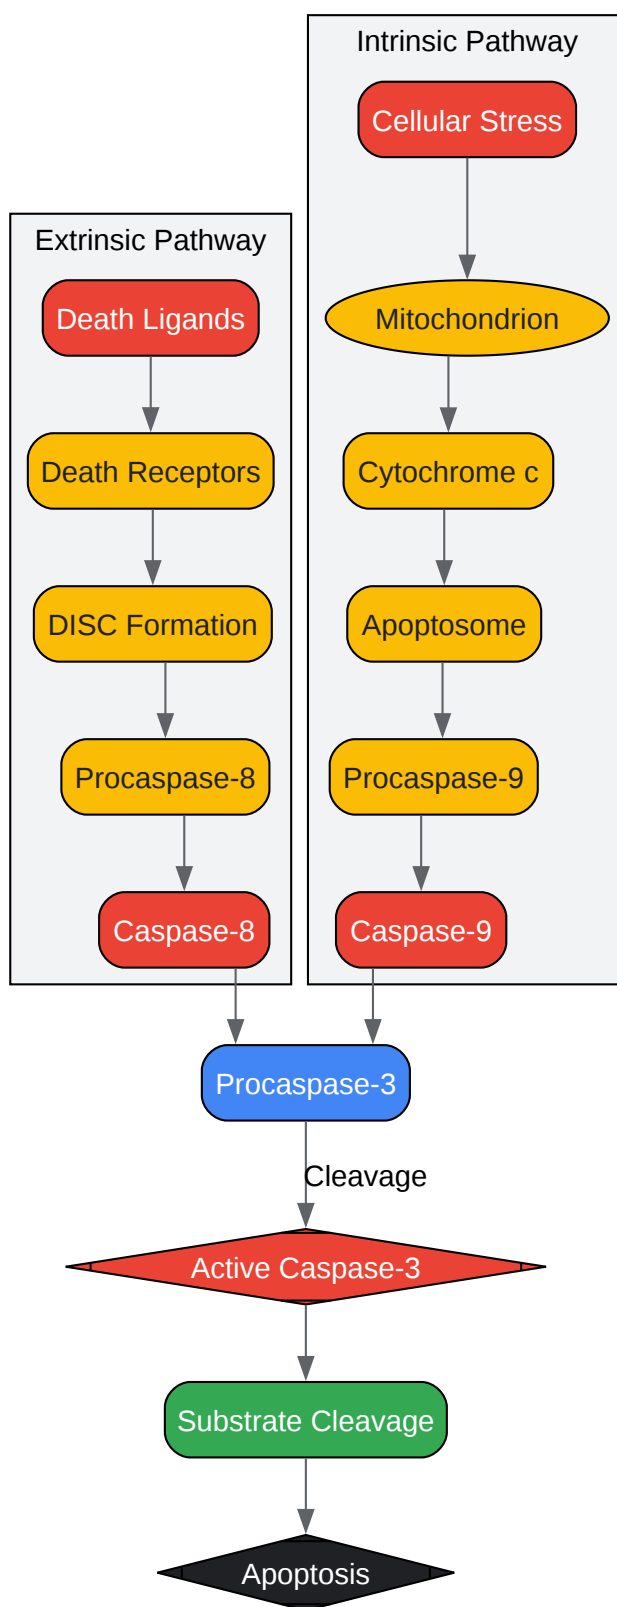 Extrinsic Pathway
Death Ligands
Death Receptors
DISC Formation
Procaspase-8
Caspase-8
Intrinsic Pathway
Cellular Stress
Mitochondrion
Cytochrome c
Apoptosome
Procaspase-9
Caspase-9
Procaspase-3
Cleavage
Active Caspase-3
Substrate Cleavage
Apoptosis